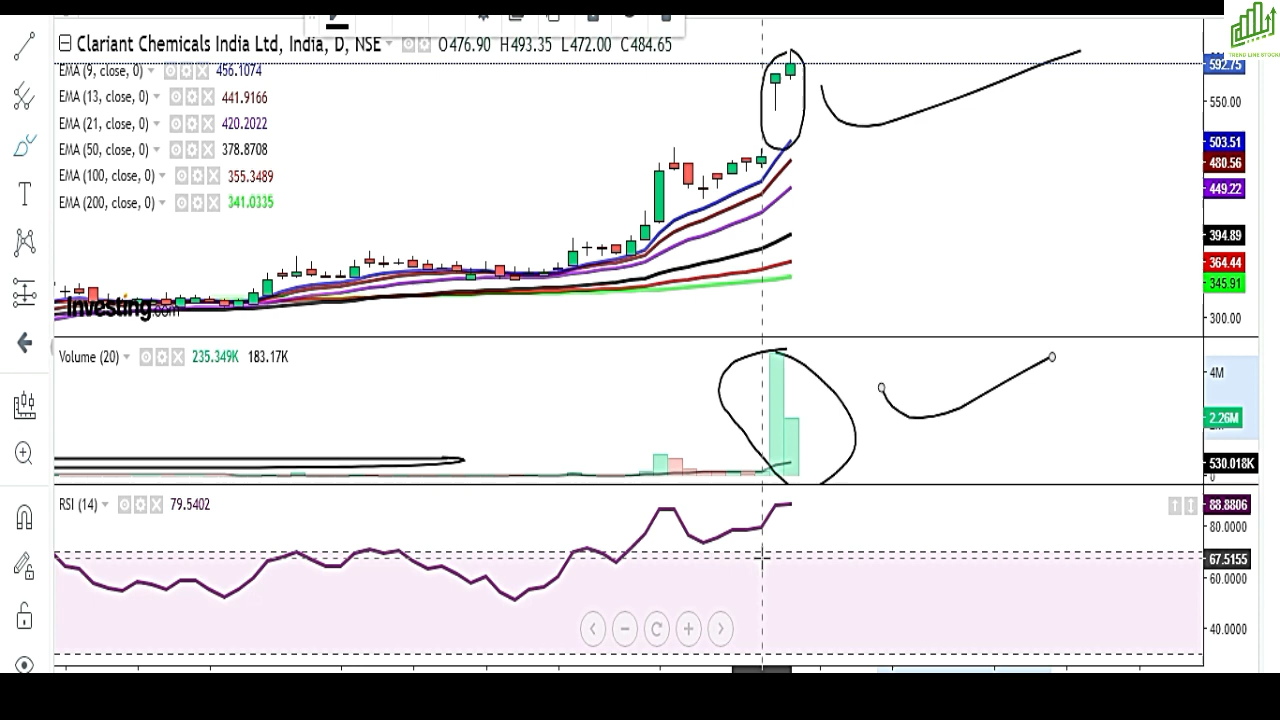 Clariant Chemicals India Ltd, India, D, NSE O476.90 H493.35 L472.00 C484.65
EMA (9, close, 0) 456.1074
EMA (13, close, 0) 441.9166
EMA (21, close, 0) 420.2022
EMA (50, close, 0) 378.8708
EMA (100, close, 0) 355.3489
EMA (200, close, 0) 341.0335
TREND LINE STOCK
592.75
550.00
503.51
480.56
449.22
394.89
364.44
345.91
300.00
Investing.com
Volume (20) 235.349K 183.17K
4M
2.26M
530.018K
0
RSI (14) 79.5402
88.8806
80.0000
67.5155
60.0000
40.0000